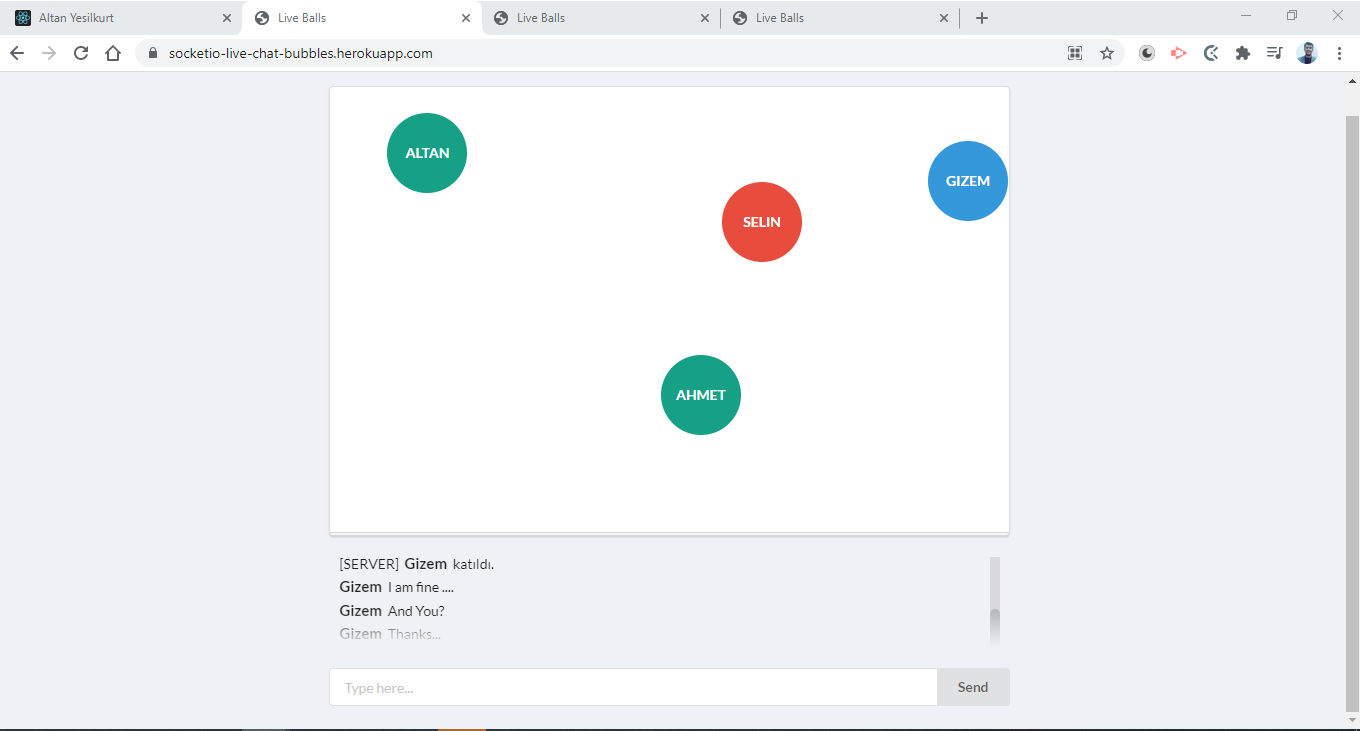 Altan Yesilkurt
Live Balls
Live Balls
Live Balls
socketio-live-chat-bubbles.herokuapp.com
ALTAN
GIZEM
SELIN
AHMET
[SERVER] Gizem katıldı.
Gizem I am fine ....
Gizem And You?
Gizem Thanks...
Type here...
Send